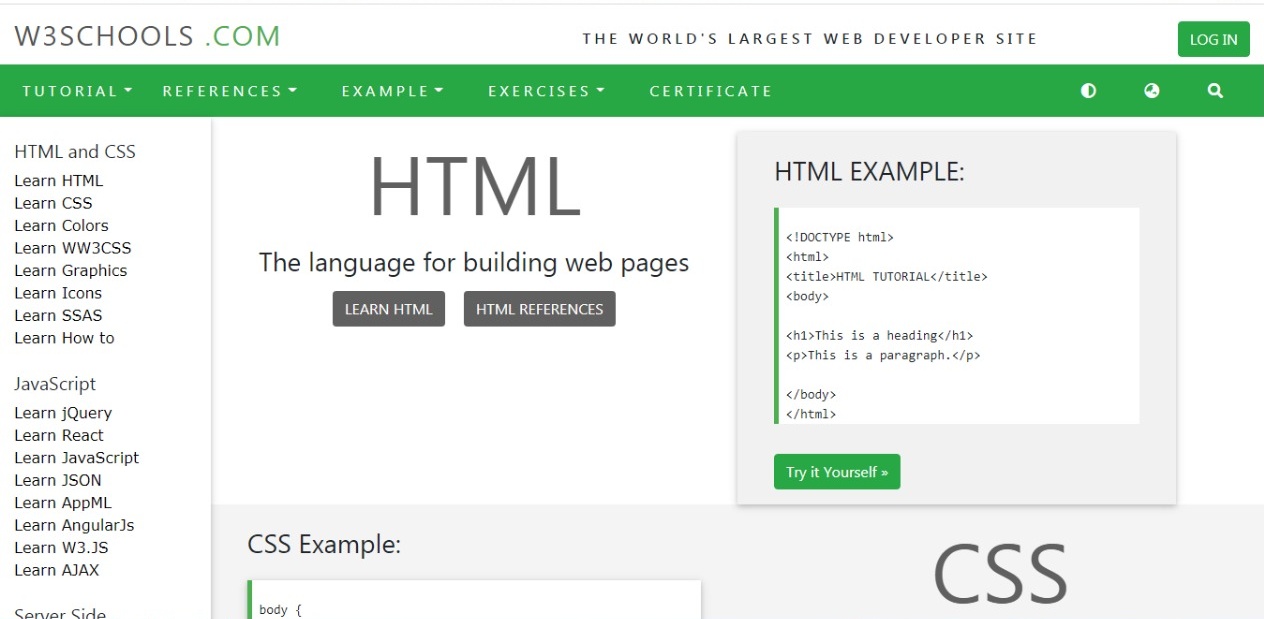 W3SCHOOLS .COM
THE WORLD'S LARGEST WEB DEVELOPER SITE
LOG IN
TUTORIAL REFERENCES EXAMPLE EXERCISES CERTIFICATE
HTML and CSS
Learn HTML
Learn CSS
Learn Colors
Learn WW3CSS
Learn Graphics
Learn Icons
Learn SSAS
Learn How to
JavaScript
Learn jQuery
Learn React
Learn JavaScript
Learn JSON
Learn AppML
Learn AngularJs
Learn W3.JS
Learn AJAX
Server Side
HTML
The language for building web pages
LEARN HTML
HTML REFERENCES
HTML EXAMPLE:
<!DOCTYPE html>
<html>
<title>HTML TUTORIAL</title>
<body>
<h1>This is a heading</h1>
<p>This is a paragraph.</p>
</body>
</html>
Try it Yourself »
CSS Example:
body {
CSS